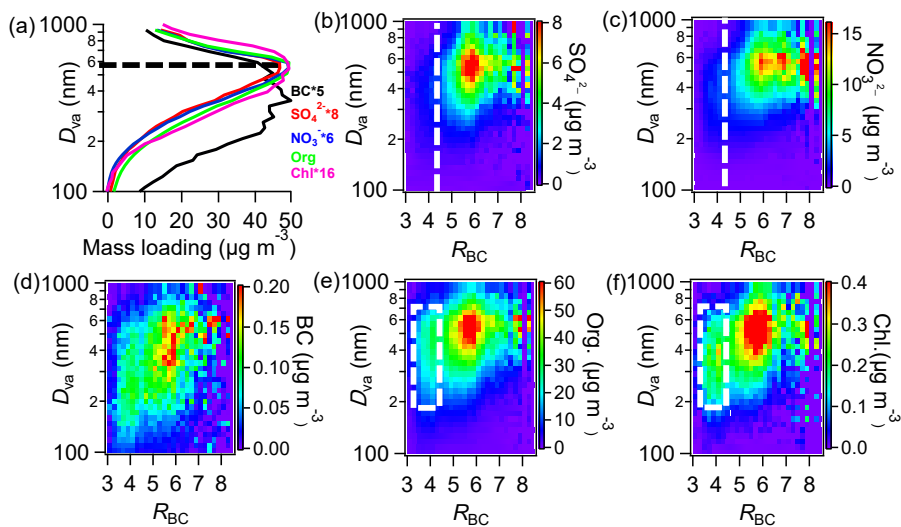 (a)
1000
8
6
4
2
100
Dva (nm)
0 10 20 30 40 50
Mass loading (µg m⁻³)
BC*5
SO₄²⁻*8
NO₃⁻*6
Org
Chl*16
(b)
1000
8
6
4
2
100
Dva (nm)
3 4 5 6 7 8
RBC
8
6
4
2
0
SO₄²⁻ (µg m⁻³)
(c)
1000
8
6
4
2
100
Dva (nm)
3 4 5 6 7 8
RBC
15
10
5
0
NO₃²⁻ (µg m⁻³)
(d)
1000
8
6
4
2
100
Dva (nm)
3 4 5 6 7 8
RBC
0.20
0.15
0.10
0.05
0.00
BC (µg m⁻³)
(e)
1000
8
6
4
2
100
Dva (nm)
3 4 5 6 7 8
RBC
60
50
40
30
20
10
0
Org. (µg m⁻³)
(f)
1000
8
6
4
2
100
Dva (nm)
3 4 5 6 7 8
RBC
0.4
0.3
0.2
0.1
0.0
Chl (µg m⁻³)